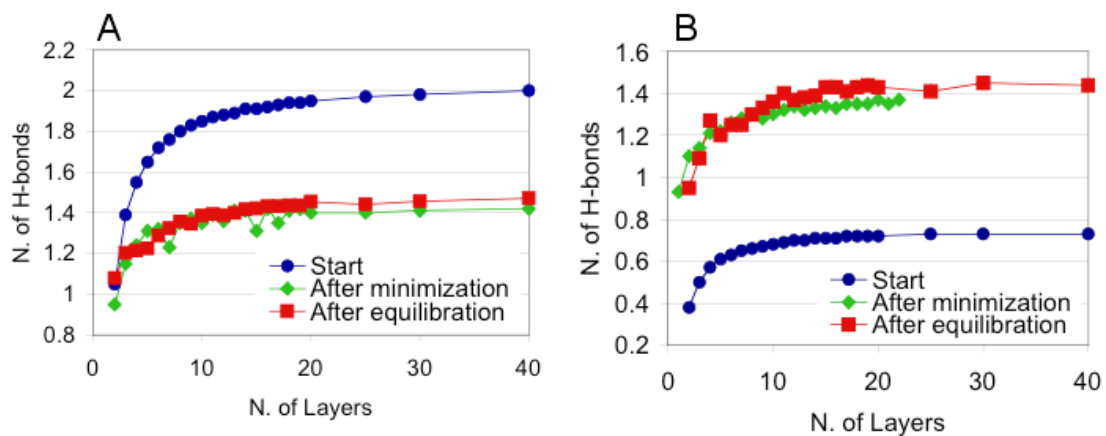 A
2.2
2
1.8
1.6
1.4
1.2
1
0.8
0 10 20 30 40
N. of H-bonds
N. of Layers
Start
After minimization
After equilibration
B
1.6
1.4
1.2
1
0.8
0.6
0.4
0.2
0 10 20 30 40
N. of H-bonds
N. of Layers
Start
After minimization
After equilibration